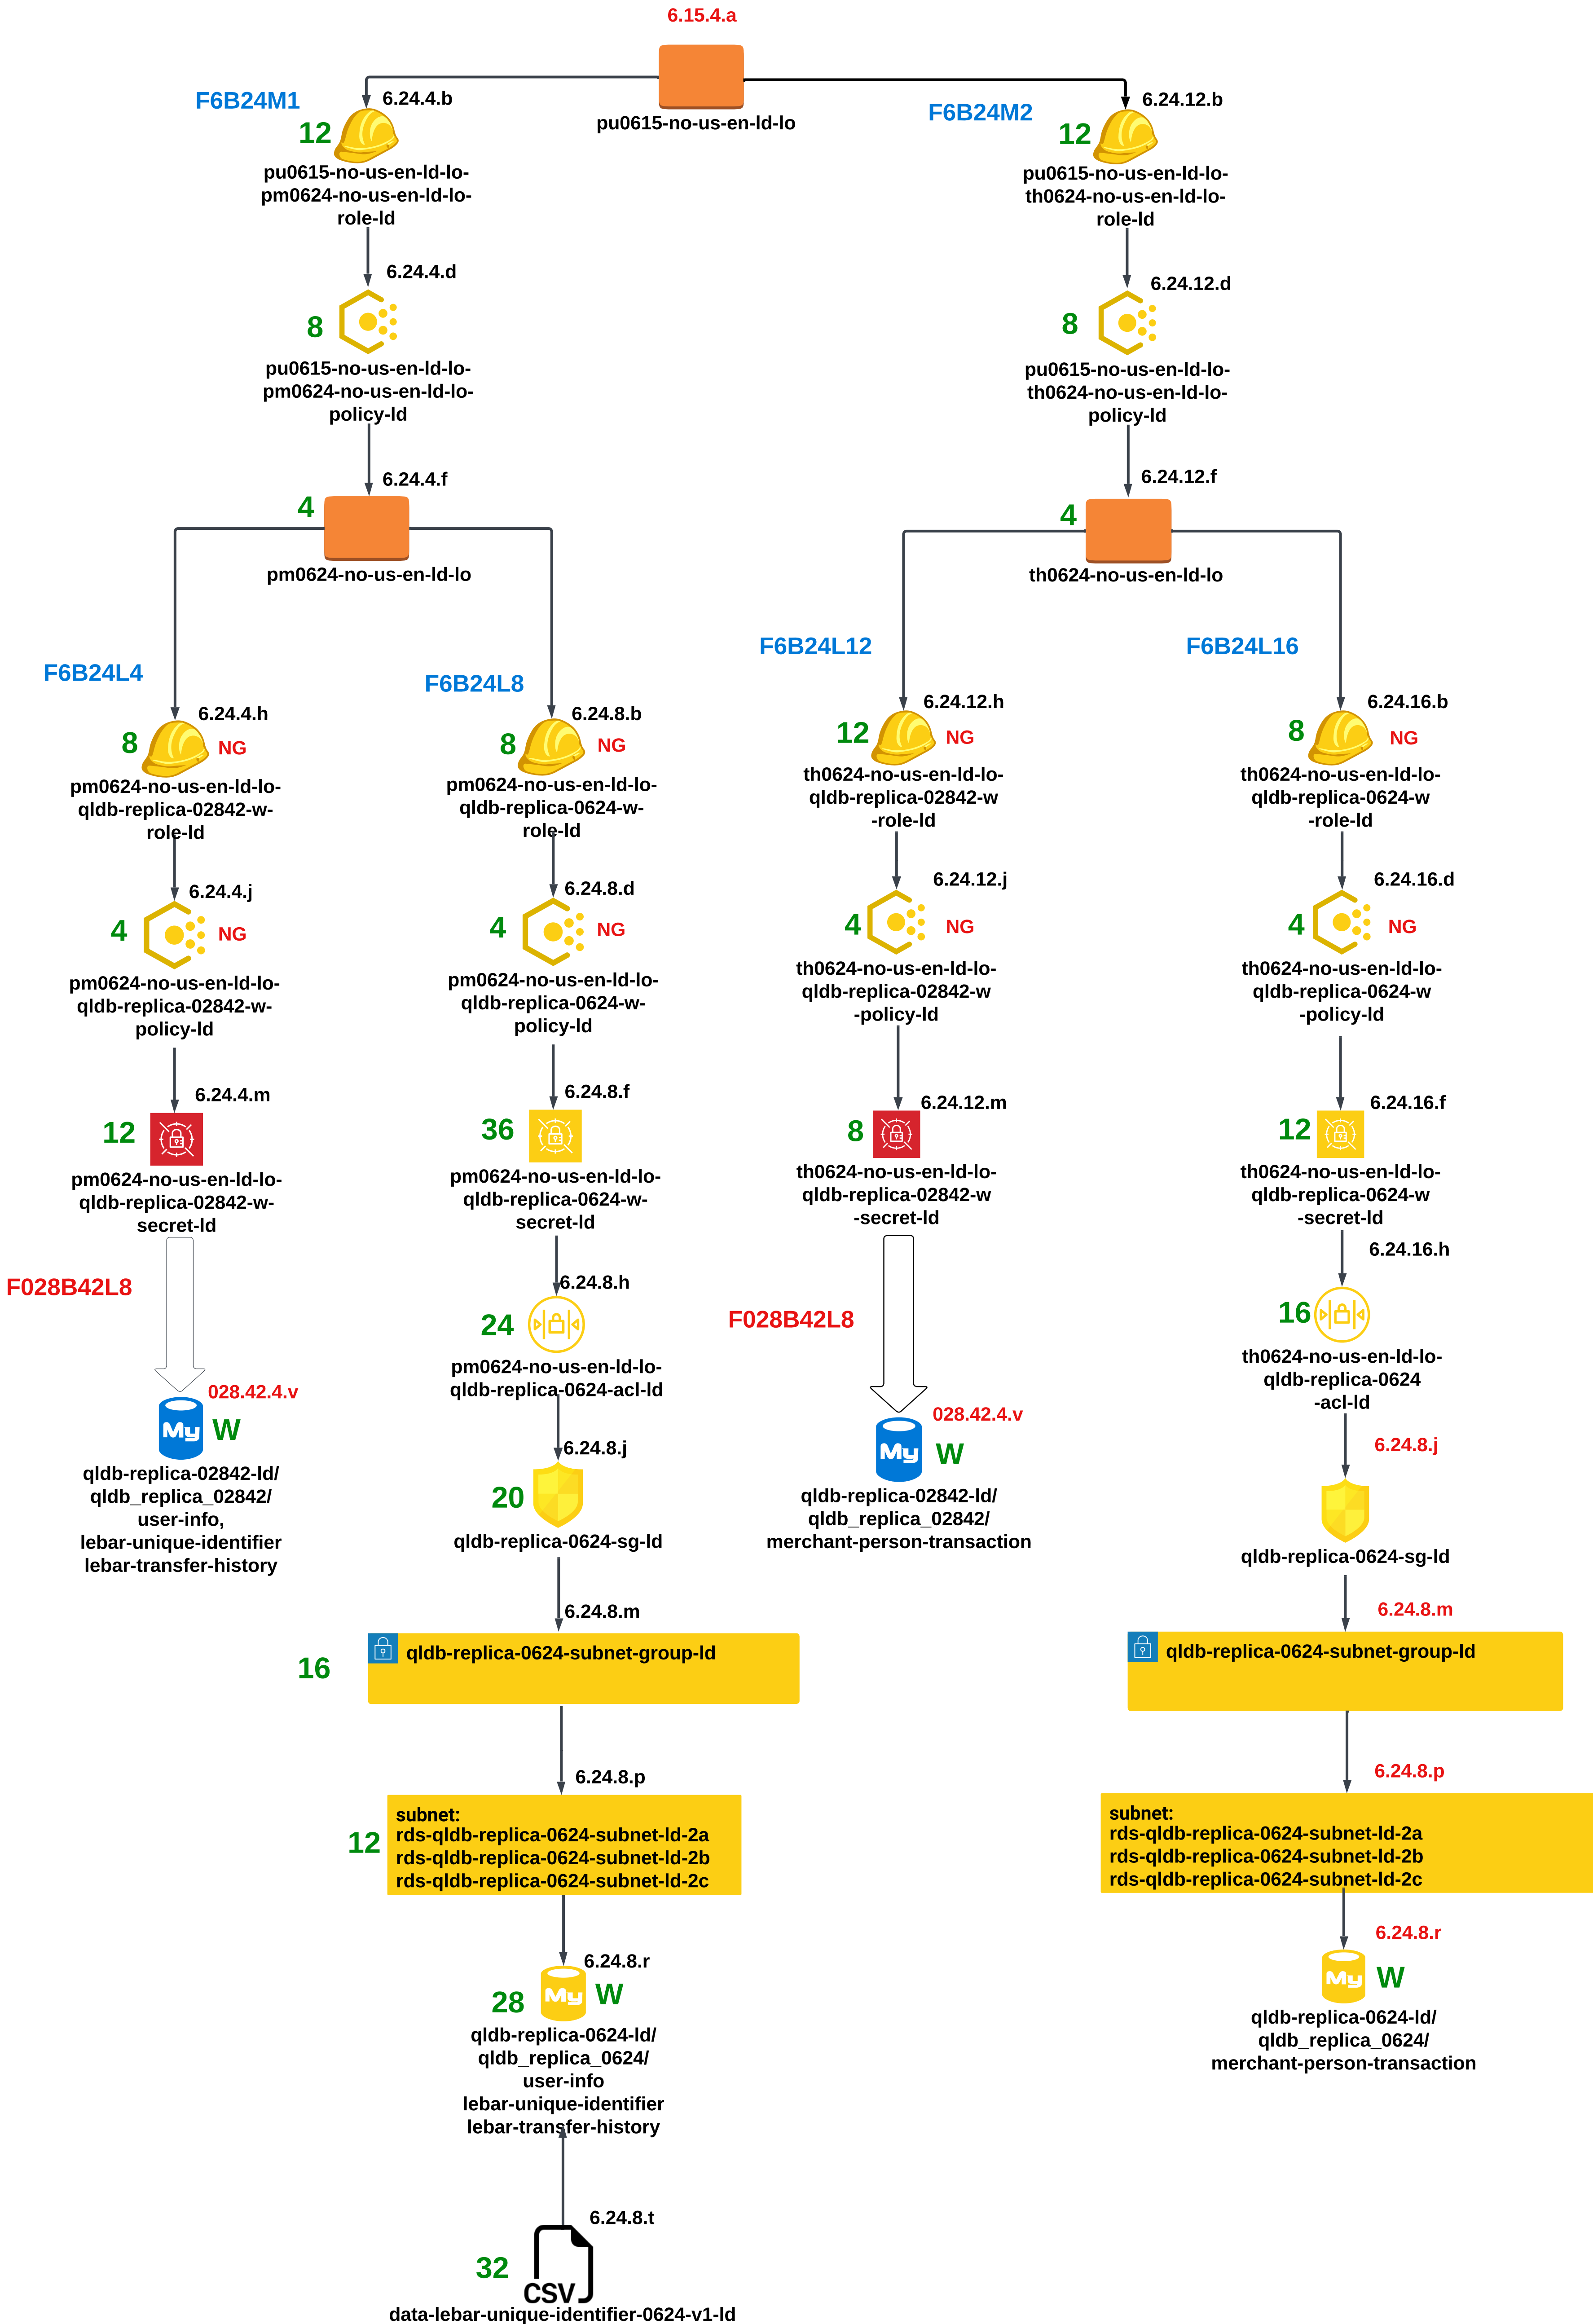 6.15.4.a
pu0615-no-us-en-ld-lo
F6B24M1
6.24.4.b
12
pu0615-no-us-en-ld-lo-
pm0624-no-us-en-ld-lo-
role-ld
6.24.4.d
8
pu0615-no-us-en-ld-lo-
pm0624-no-us-en-ld-lo-
policy-ld
6.24.4.f
4
pm0624-no-us-en-ld-lo
F6B24M2
6.24.12.b
12
pu0615-no-us-en-ld-lo-
th0624-no-us-en-ld-lo-
role-ld
6.24.12.d
8
pu0615-no-us-en-ld-lo-
th0624-no-us-en-ld-lo-
policy-ld
6.24.12.f
4
th0624-no-us-en-ld-lo
F6B24L4
6.24.4.h
8
NG
pm0624-no-us-en-ld-lo-
qldb-replica-02842-w-
role-ld
6.24.4.j
4
NG
pm0624-no-us-en-ld-lo-
qldb-replica-02842-w-
policy-ld
6.24.4.m
12
pm0624-no-us-en-ld-lo-
qldb-replica-02842-w-
secret-ld
F028B42L8
028.42.4.v
My
W
qldb-replica-02842-ld/
qldb_replica_02842/
user-info,
lebar-unique-identifier
lebar-transfer-history
F6B24L8
6.24.8.b
8
NG
pm0624-no-us-en-ld-lo-
qldb-replica-0624-w-
role-ld
6.24.8.d
4
NG
pm0624-no-us-en-ld-lo-
qldb-replica-0624-w-
policy-ld
6.24.8.f
36
pm0624-no-us-en-ld-lo-
qldb-replica-0624-w-
secret-ld
6.24.8.h
24
pm0624-no-us-en-ld-lo-
qldb-replica-0624-acl-ld
6.24.8.j
20
qldb-replica-0624-sg-ld
6.24.8.m
16
qldb-replica-0624-subnet-group-ld
6.24.8.p
12
subnet:
rds-qldb-replica-0624-subnet-ld-2a
rds-qldb-replica-0624-subnet-ld-2b
rds-qldb-replica-0624-subnet-ld-2c
6.24.8.r
28
My
W
qldb-replica-0624-ld/
qldb_replica_0624/
user-info
lebar-unique-identifier
lebar-transfer-history
6.24.8.t
32
CSV
data-lebar-unique-identifier-0624-v1-ld
F6B24L12
6.24.12.h
12
NG
th0624-no-us-en-ld-lo-
qldb-replica-02842-w
-role-ld
6.24.12.j
4
NG
th0624-no-us-en-ld-lo-
qldb-replica-02842-w
-policy-ld
6.24.12.m
8
th0624-no-us-en-ld-lo-
qldb-replica-02842-w
-secret-ld
F028B42L8
028.42.4.v
My
W
qldb-replica-02842-ld/
qldb_replica_02842/
merchant-person-transaction
F6B24L16
6.24.16.b
8
NG
th0624-no-us-en-ld-lo-
qldb-replica-0624-w
-role-ld
6.24.16.d
4
NG
th0624-no-us-en-ld-lo-
qldb-replica-0624-w
-policy-ld
6.24.16.f
12
th0624-no-us-en-ld-lo-
qldb-replica-0624-w
-secret-ld
6.24.16.h
16
th0624-no-us-en-ld-lo-
qldb-replica-0624
-acl-ld
6.24.8.j
qldb-replica-0624-sg-ld
6.24.8.m
qldb-replica-0624-subnet-group-ld
6.24.8.p
subnet:
rds-qldb-replica-0624-subnet-ld-2a
rds-qldb-replica-0624-subnet-ld-2b
rds-qldb-replica-0624-subnet-ld-2c
6.24.8.r
My
W
qldb-replica-0624-ld/
qldb_replica_0624/
merchant-person-transaction